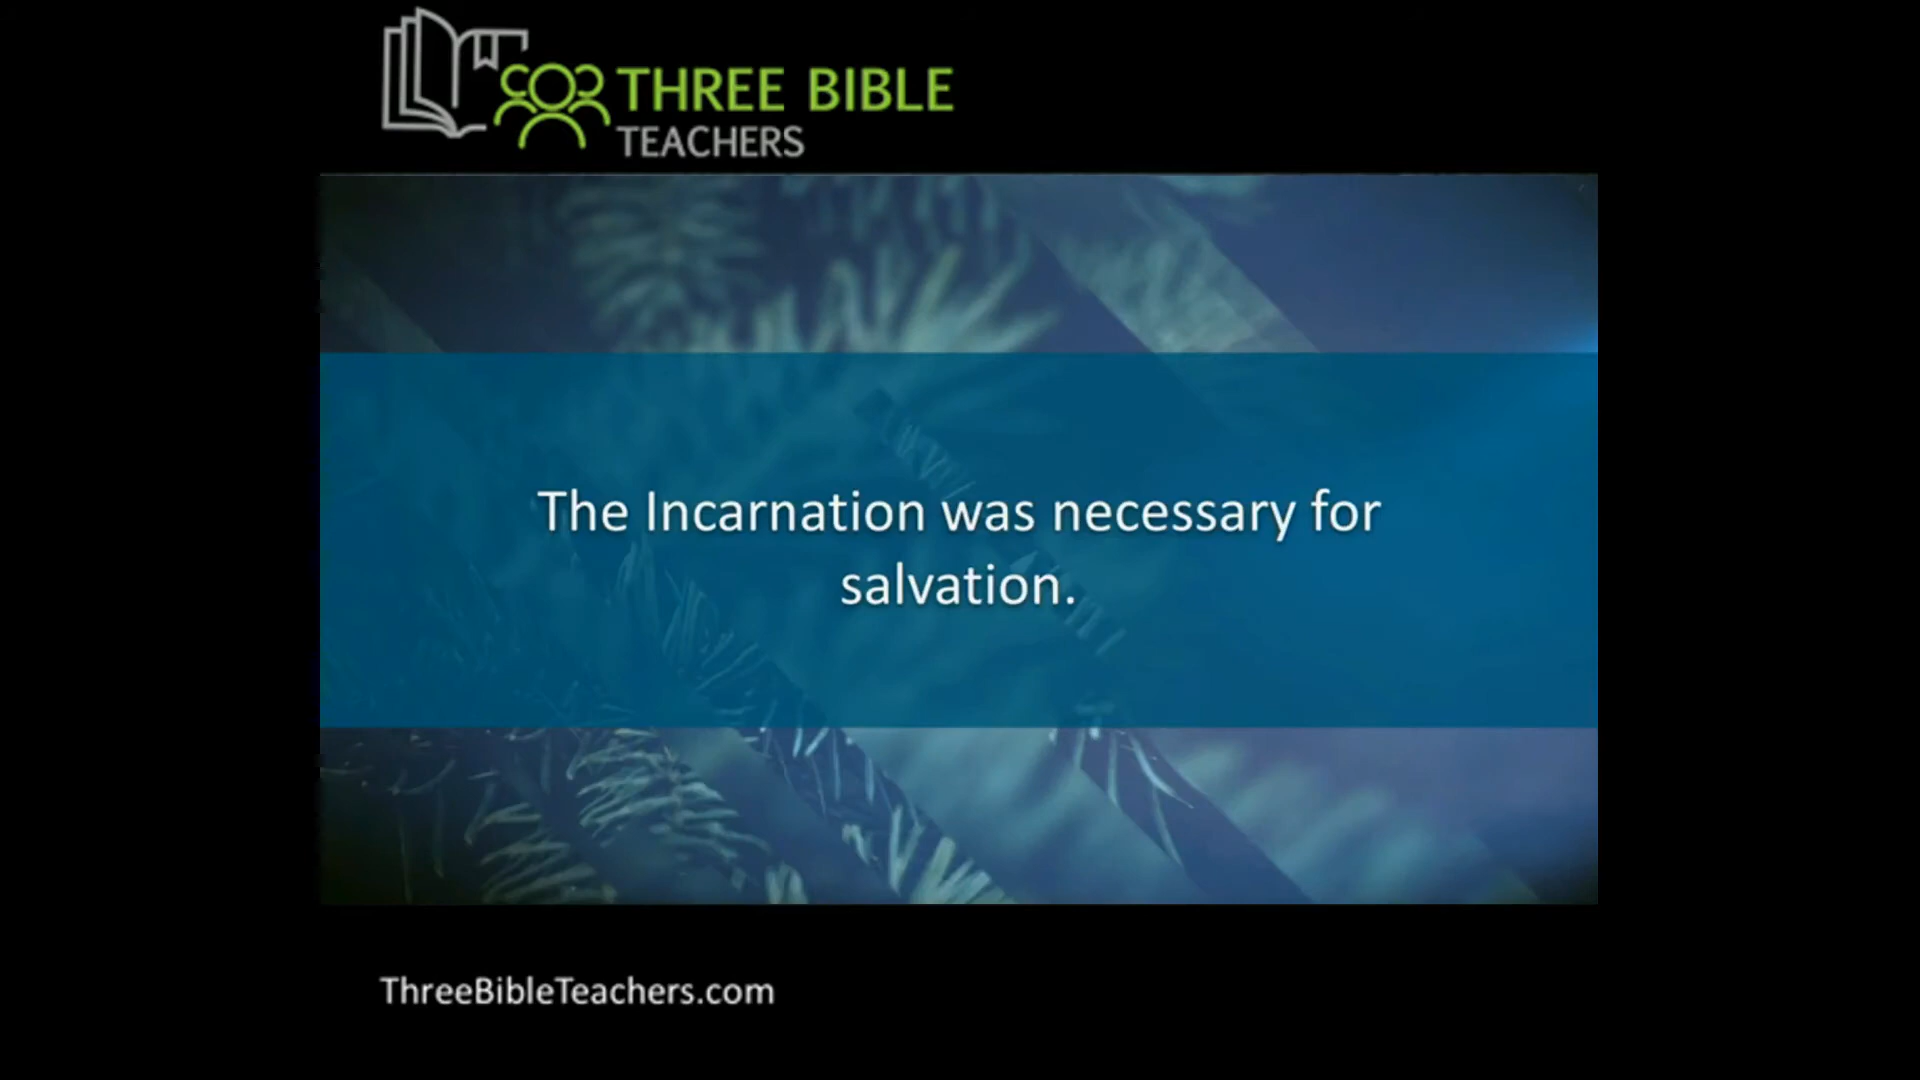 THREE BIBLE
TEACHERS
The Incarnation was necessary for
salvation.
ThreeBibleTeachers.com